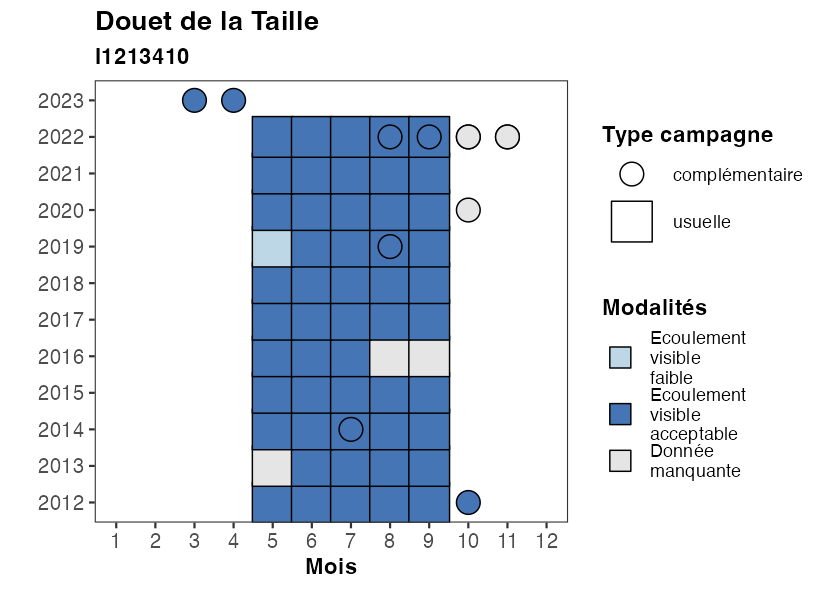 Douet de la Taille
I1213410
2023
2022
2021
2020
2019
2018
2017
2016
2015
2014
2013
2012
1 2 3 4 5 6 7 8 9 10 11 12
Mois
Type campagne
complémentaire
usuelle
Modalités
Ecoulement
visible
faible
Ecoulement
visible
acceptable
Donnée
manquante